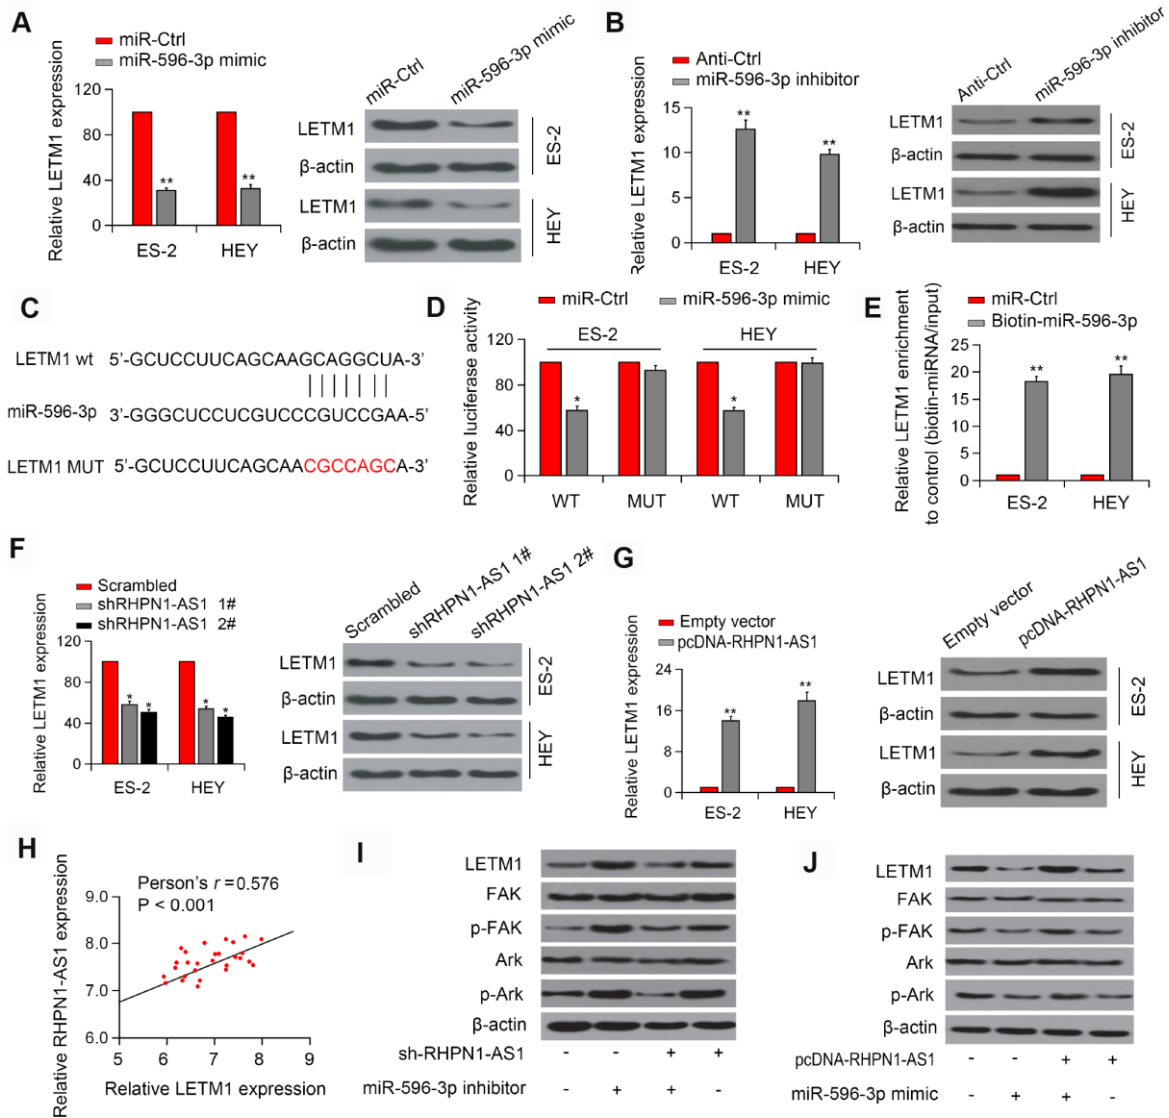 A
Relative LETM1 expression
miR-Ctrl
miR-596-3p mimic
120
80
40
0
**
**
ES-2
HEY
miR-Ctrl
miR-596-3p mimic
LETM1
β-actin
LETM1
β-actin
ES-2
HEY
B
Relative LETM1 expression
Anti-Ctrl
miR-596-3p inhibitor
15
10
5
0
**
**
ES-2
HEY
Anti-Ctrl
miR-596-3p inhibitor
LETM1
β-actin
LETM1
β-actin
ES-2
HEY
C
LETM1 wt 5'-GCUCCUUCAGCAAGCAGGCUA-3'
miR-596-3p 3'-GGGCUCCUCGUCCCGUCCGAA-5'
LETM1 MUT 5'-GCUCCUUCAGCAACGCCAGCA-3'
D
Relative luciferase activity
miR-Ctrl
miR-596-3p mimic
120
80
40
0
ES-2
HEY
*
*
WT
MUT
WT
MUT
E
Relative LETM1 enrichment
to control (biotin-miRNA/input)
miR-Ctrl
Biotin-miR-596-3p
25
20
15
10
5
0
**
**
ES-2
HEY
F
Relative LETM1 expression
Scrambled
shRHPN1-AS1 1#
shRHPN1-AS1 2#
120
80
40
0
* *
* *
ES-2
HEY
Scrambled
shRHPN1-AS1 1#
shRHPN1-AS1 2#
LETM1
β-actin
LETM1
β-actin
ES-2
HEY
G
Relative LETM1 expression
Empty vector
pcDNA-RHPN1-AS1
24
16
8
0
**
**
ES-2
HEY
Empty vector
pcDNA-RHPN1-AS1
LETM1
β-actin
LETM1
β-actin
ES-2
HEY
H
Relative RHPN1-AS1 expression
Person's r=0.576
P < 0.001
9.0
8.0
7.0
6.0
5 6 7 8 9
Relative LETM1 expression
I
LETM1
FAK
p-FAK
Ark
p-Ark
β-actin
sh-RHPN1-AS1 - - + +
miR-596-3p inhibitor - + + -
J
LETM1
FAK
p-FAK
Ark
p-Ark
β-actin
pcDNA-RHPN1-AS1 - - + +
miR-596-3p mimic - + + -